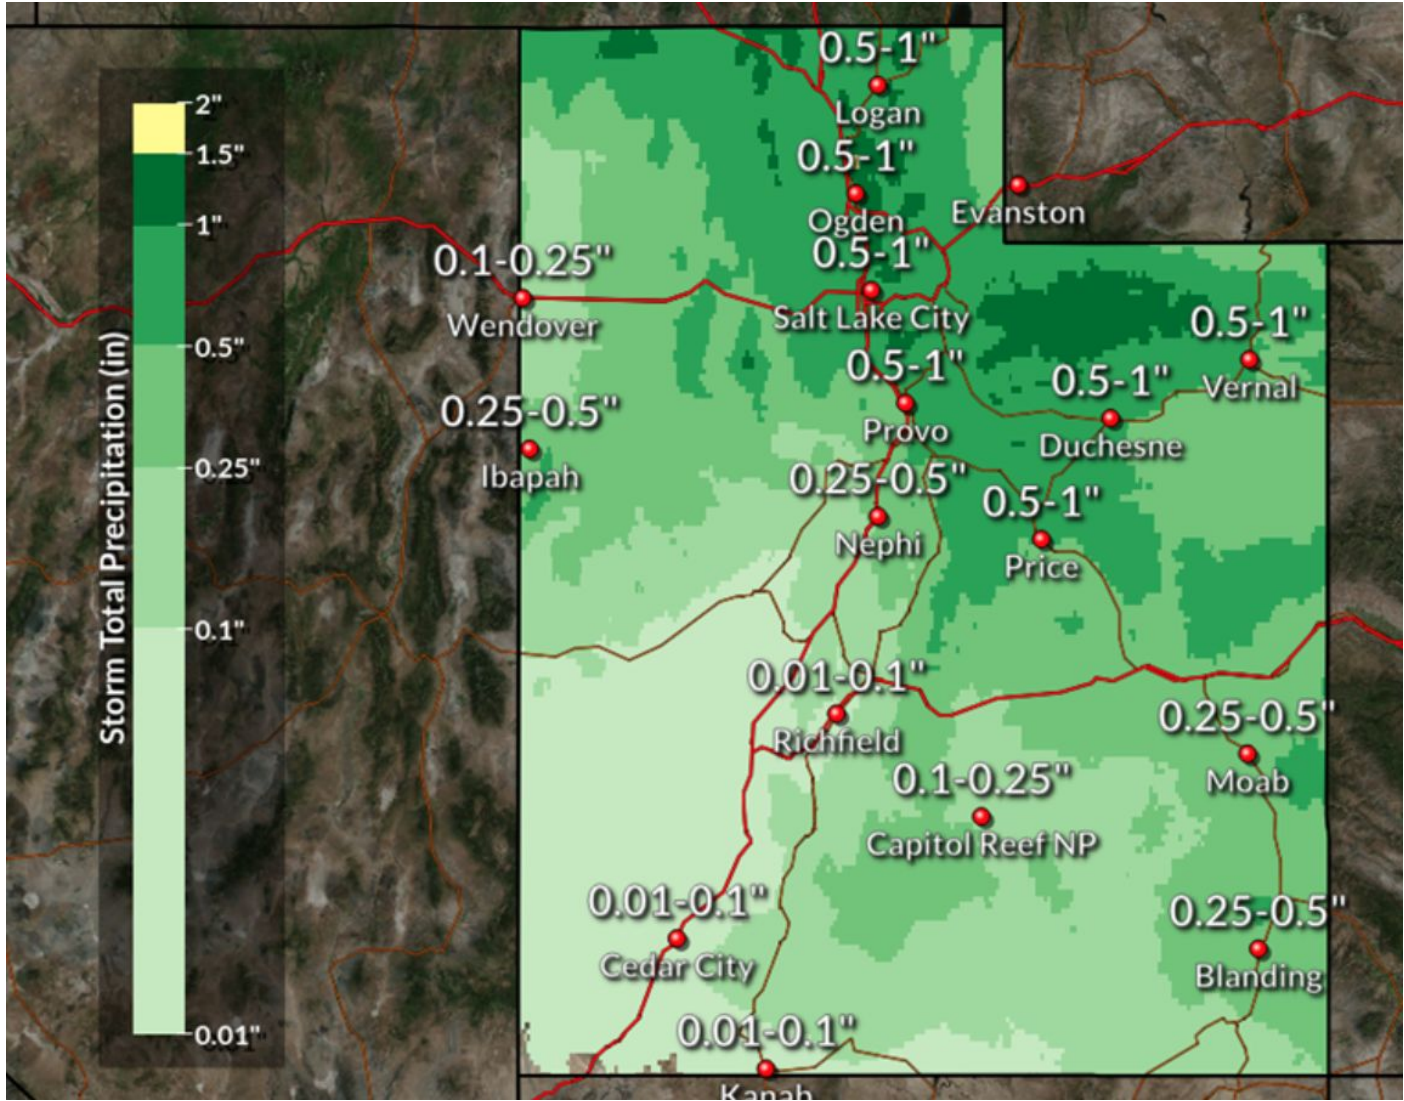 0.5-1"
Logan
0.5-1"
Ogden
Evanston
0.5-1"
Salt Lake City
0.1-0.25"
Wendover
0.5-1"
Vernal
0.5-1"
Provo
0.5-1"
Duchesne
0.25-0.5"
Ibapah
0.25-0.5"
Nephi
0.5-1"
Price
0.01-0.1"
Richfield
0.25-0.5"
Moab
0.1-0.25"
Capitol Reef NP
0.01-0.1"
Cedar City
0.25-0.5"
Blanding
0.01-0.1"
Kanab
Storm Total Precipitation (in)
2"
1.5"
1"
0.5"
0.25"
0.1"
0.01"